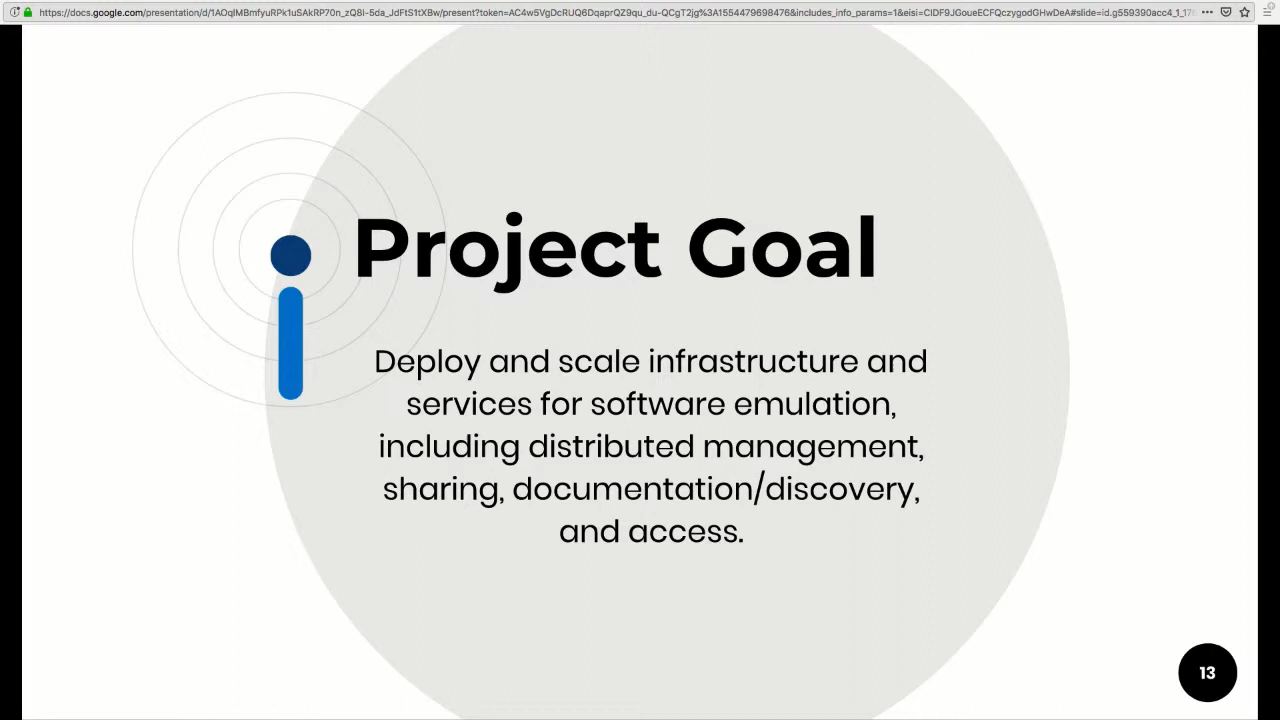 Project Goal
Deploy and scale infrastructure and
services for software emulation,
including distributed management,
sharing, documentation/discovery,
and access.
13